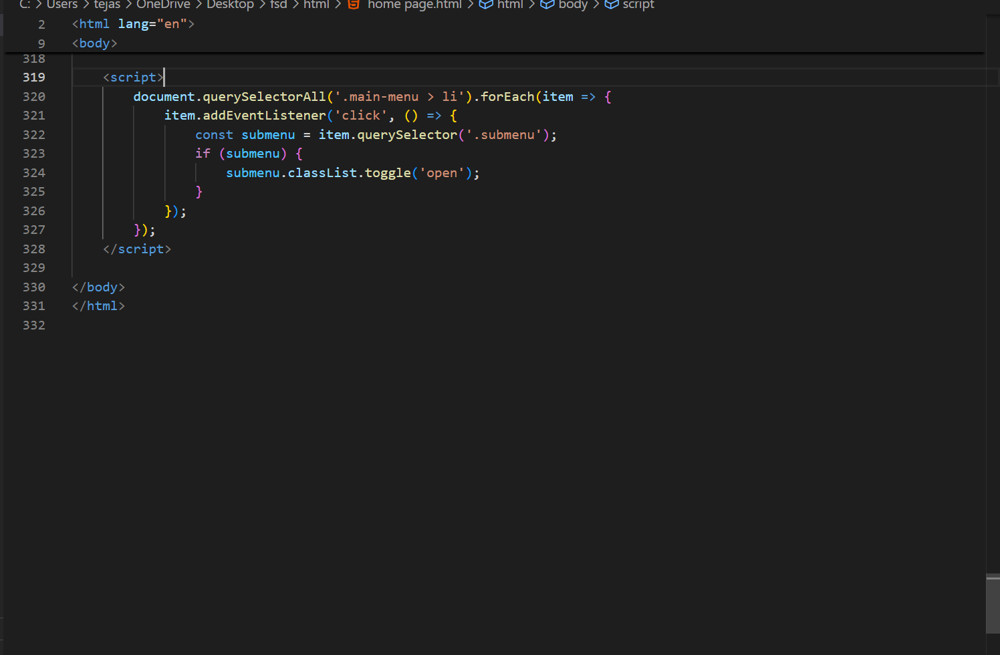 C: > Users > tejas > OneDrive > Desktop > fsd > html > home page.html > html > body > script
2 <html lang="en">
9 <body>
318
319 <script>
320 document.querySelectorAll('.main-menu > li').forEach(item => {
321 item.addEventListener('click', () => {
322 const submenu = item.querySelector('.submenu');
323 if (submenu) {
324 submenu.classList.toggle('open');
325 }
326 });
327 });
328 </script>
329
330 </body>
331 </html>
332